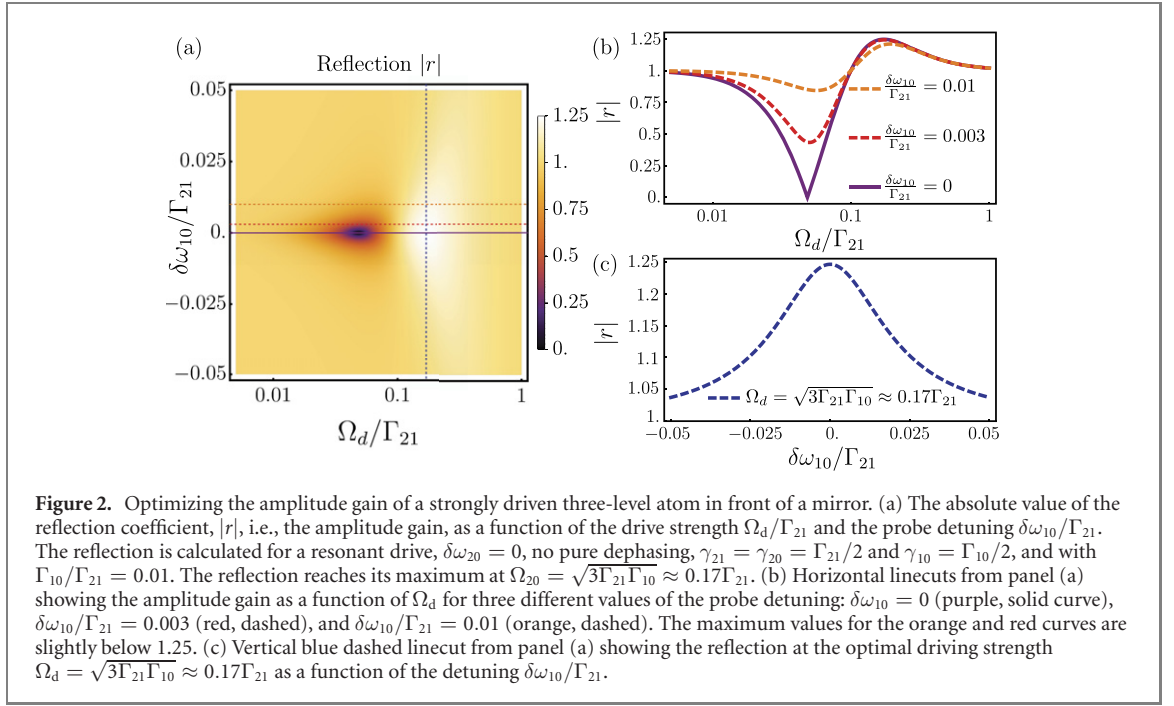 (a)
Reflection |r|
0.05
0.025
0.
−0.025
−0.05
δω₁₀/Γ₂₁
0.01
0.1
1
Ω_d/Γ₂₁
1.25
1.
0.75
0.50
0.25
0.
(b)
1.25
1.
0.75
0.5
0.25
0.
|r|
δω₁₀/Γ₂₁ = 0.01
δω₁₀/Γ₂₁ = 0.003
δω₁₀/Γ₂₁ = 0
0.01
0.1
1
Ω_d/Γ₂₁
(c)
1.25
1.2
1.15
1.1
1.05
1.
|r|
Ω_d = √(3Γ₂₁Γ₁₀) ≈ 0.17Γ₂₁
−0.05
−0.025
0.
0.025
0.05
δω₁₀/Γ₂₁
Figure 2. Optimizing the amplitude gain of a strongly driven three-level atom in front of a mirror. (a) The absolute value of the
reflection coefficient, |r|, i.e., the amplitude gain, as a function of the drive strength Ω_d/Γ₂₁ and the probe detuning δω₁₀/Γ₂₁.
The reflection is calculated for a resonant drive, δω₂₀ = 0, no pure dephasing, γ₂₁ = γ₂₀ = Γ₂₁/2 and γ₁₀ = Γ₁₀/2, and with
Γ₁₀/Γ₂₁ = 0.01. The reflection reaches its maximum at Ω₂₀ = √(3Γ₂₁Γ₁₀) ≈ 0.17Γ₂₁. (b) Horizontal linecuts from panel (a)
showing the amplitude gain as a function of Ω_d for three different values of the probe detuning: δω₁₀ = 0 (purple, solid curve),
δω₁₀/Γ₂₁ = 0.003 (red, dashed), and δω₁₀/Γ₂₁ = 0.01 (orange, dashed). The maximum values for the orange and red curves are
slightly below 1.25. (c) Vertical blue dashed linecut from panel (a) showing the reflection at the optimal driving strength
Ω_d = √(3Γ₂₁Γ₁₀) ≈ 0.17Γ₂₁ as a function of the detuning δω₁₀/Γ₂₁.